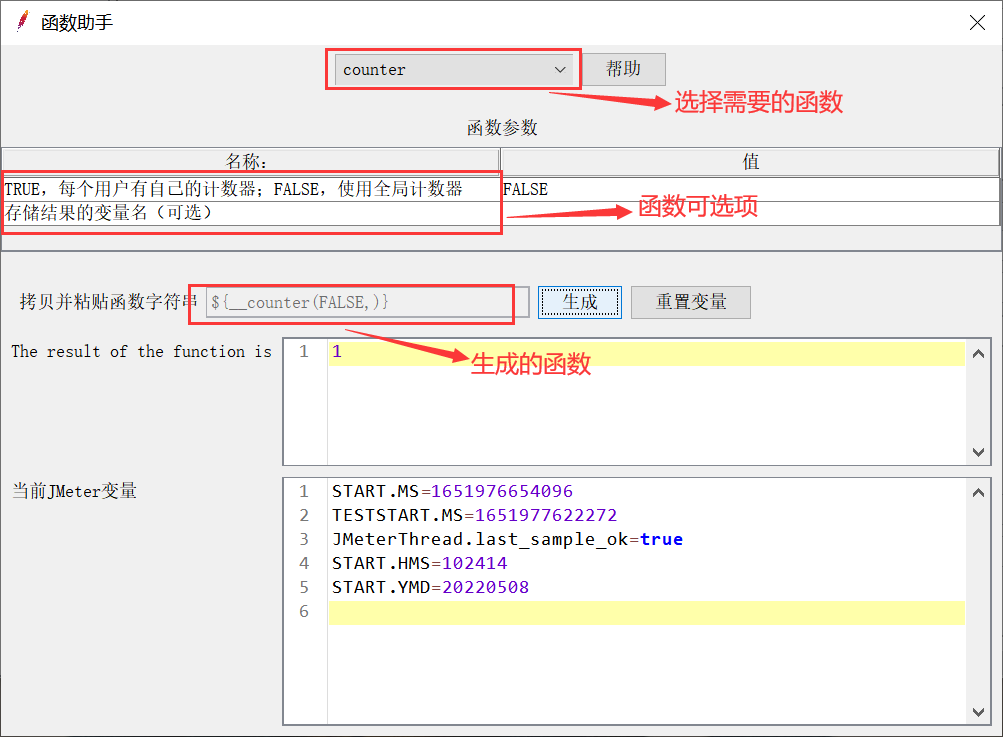 函数助手
counter
帮助
选择需要的函数
函数参数
名称:
值
TRUE，每个用户有自己的计数器；FALSE，使用全局计数器
FALSE
存储结果的变量名（可选）
函数可选项
拷贝并粘贴函数字符串
${__counter(FALSE,)}
生成
重置变量
The result of the function is
1
1
生成的函数
当前JMeter变量
1 START.MS=1651976654096
2 TESTSTART.MS=1651977622272
3 JMeterThread.last_sample_ok=true
4 START.HMS=102414
5 START.YMD=20220508
6